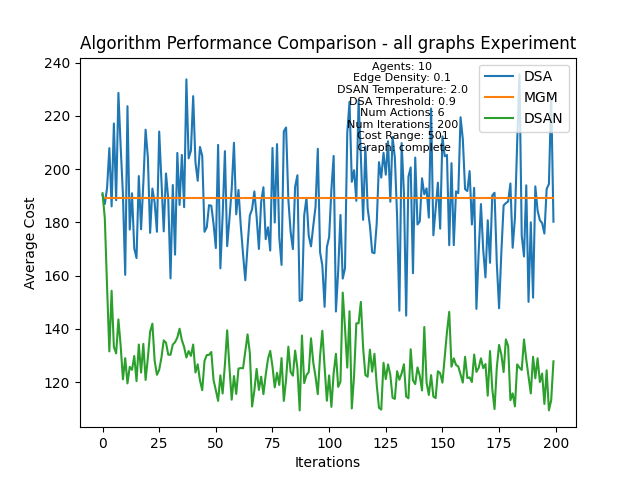 Algorithm Performance Comparison - all graphs Experiment
Agents: 10
Edge Density: 0.1
DSAN Temperature: 2.0
DSA Threshold: 0.9
Num Actions: 6
Num Iterations: 200
Cost Range: 501
Graph: complete
DSA
MGM
DSAN
Average Cost
240
220
200
180
160
140
120
0 25 50 75 100 125 150 175 200
Iterations